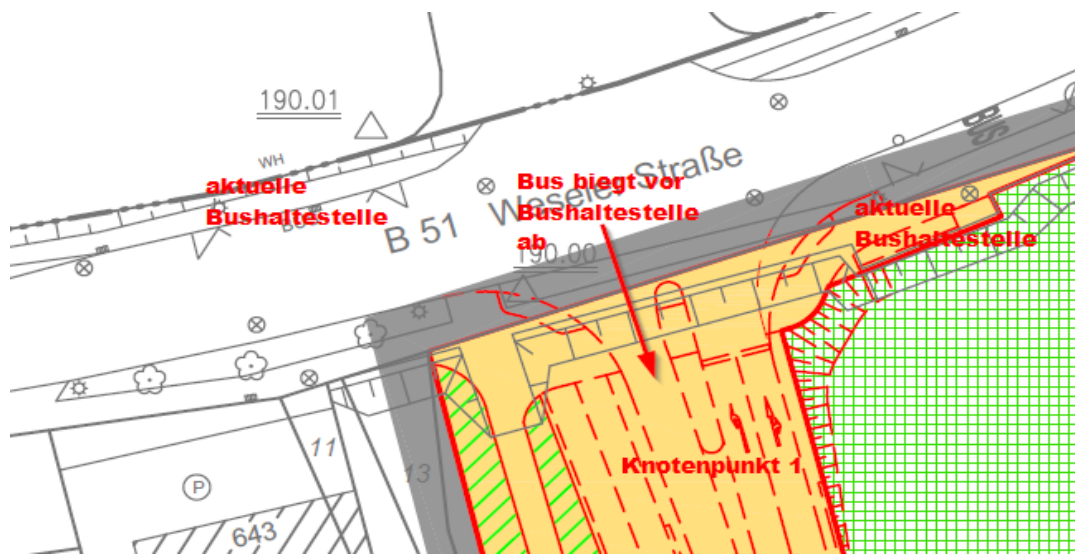 190.01
WH
aktuelle
Bushaltestelle
B 51 Weseler Straße
Bus biegt vor
Bushaltestelle
ab
190.00
BUS
aktuelle
Bushaltestelle
Knotenpunkt 1
11
13
P
643